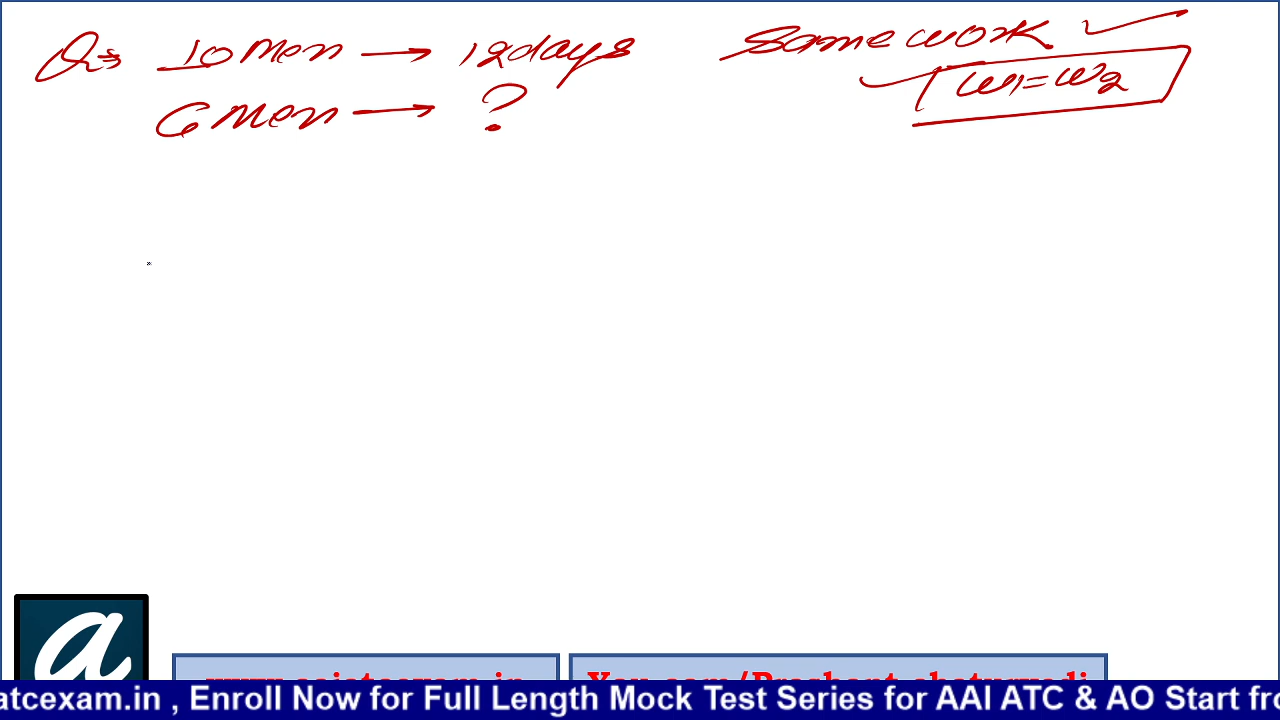 Q⇒ 10 Men → 12 days
Same work ✓
6 Men → ?
✓ W1 = W2
a
atcexam.in , Enroll Now for Full Length Mock Test Series for AAI ATC & AO Start fro